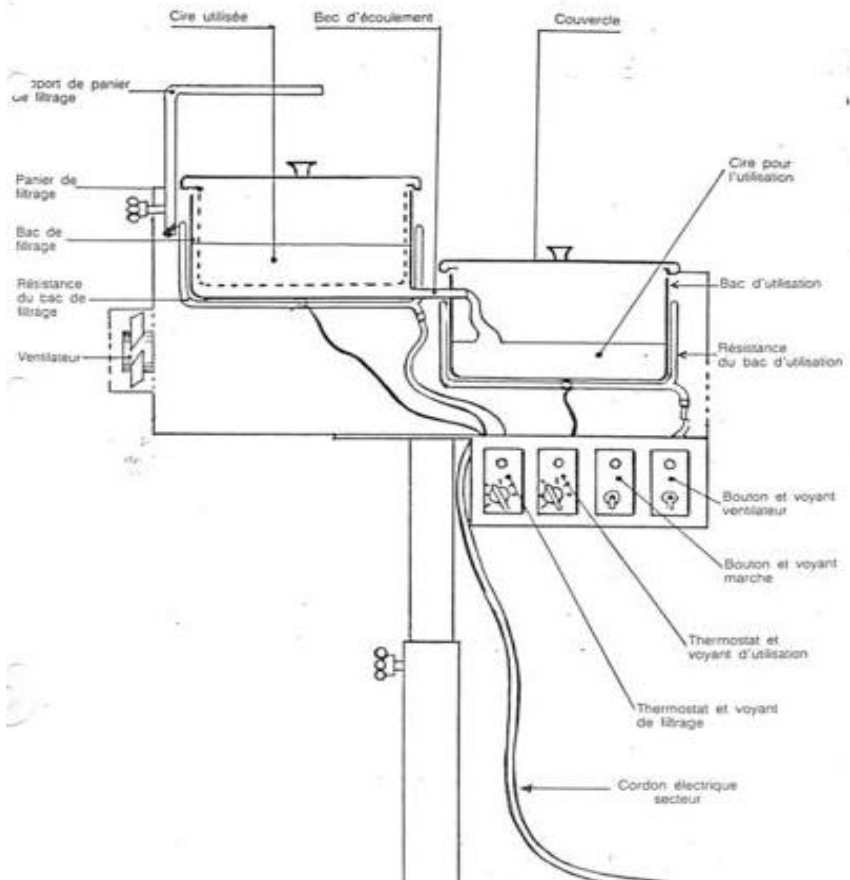 Cire utilisée
Bec d'écoulement
Couvercle
de panier
de filtrage
Panier de
filtrage
Cire pour
l'utilisation
Bac de
filtrage
Résistance
du bac de
filtrage
Bac d'utilisation
Ventilateur
Résistance
du bac d'utilisation
Bouton et voyant
ventilateur
Bouton et voyant
marche
Thermostat et
voyant d'utilisation
Thermostat et voyant
de filtrage
Cordon électrique
secteur